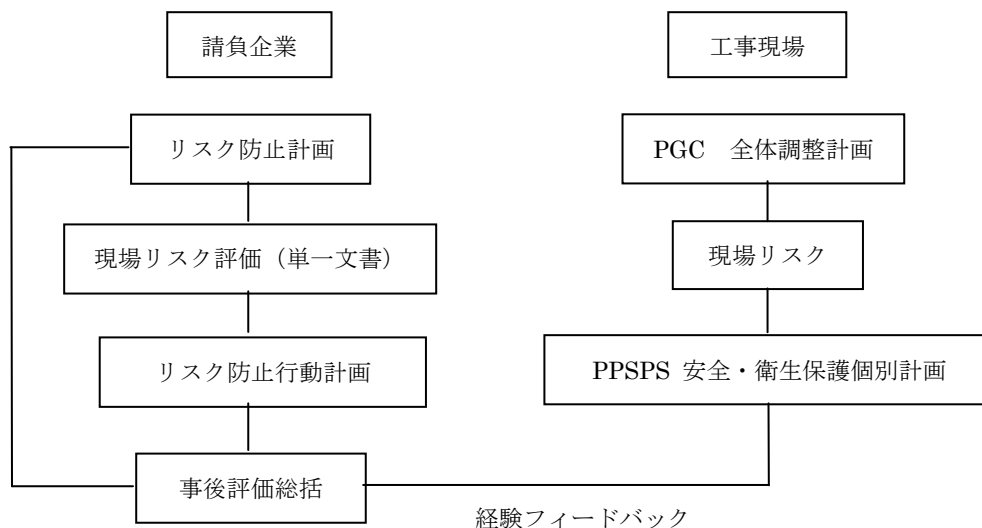 請負企業
工事現場
リスク防止計画
PGC　全体調整計画
現場リスク評価（単一文書）
現場リスク
リスク防止行動計画
PPSPS 安全・衛生保護個別計画
事後評価総括
経験フィードバック